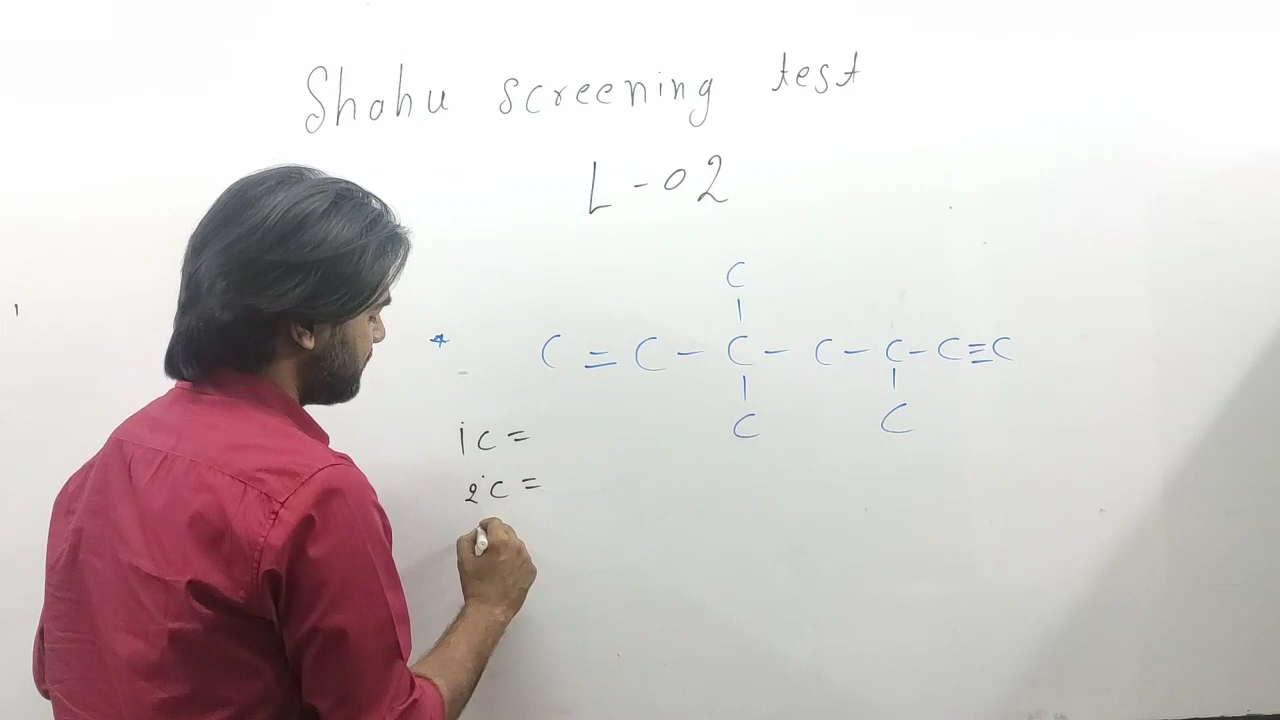 Shahu screening test
L-02
C
* C = C - C - C - C - C ≡ C
C C
1°C =
2°C =